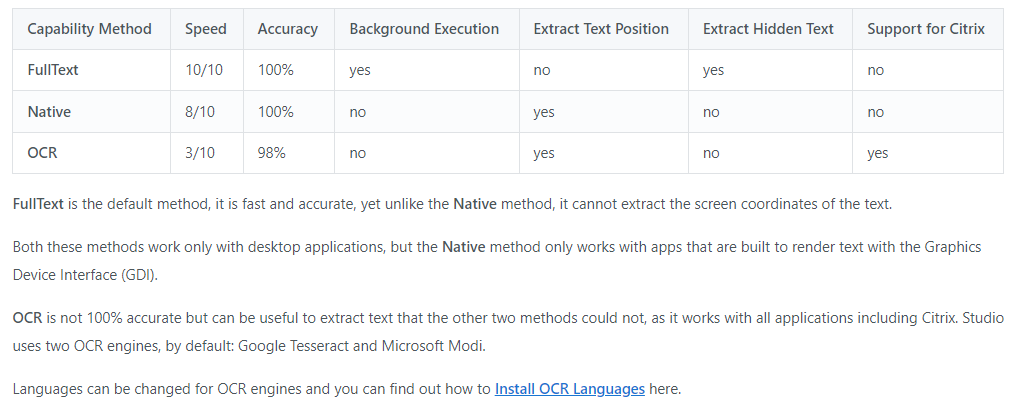 Capability Method Speed Accuracy Background Execution Extract Text Position Extract Hidden Text Support for Citrix
FullText 10/10 100% yes no yes no
Native 8/10 100% no yes no no
OCR 3/10 98% no yes no yes
FullText is the default method, it is fast and accurate, yet unlike the Native method, it cannot extract the screen coordinates of the text.
Both these methods work only with desktop applications, but the Native method only works with apps that are built to render text with the Graphics
Device Interface (GDI).
OCR is not 100% accurate but can be useful to extract text that the other two methods could not, as it works with all applications including Citrix. Studio
uses two OCR engines, by default: Google Tesseract and Microsoft Modi.
Languages can be changed for OCR engines and you can find out how to Install OCR Languages here.